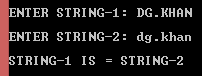 ENTER STRING-1: DG.KHAN
ENTER STRING-2: dg.khan
STRING-1 IS = STRING-2